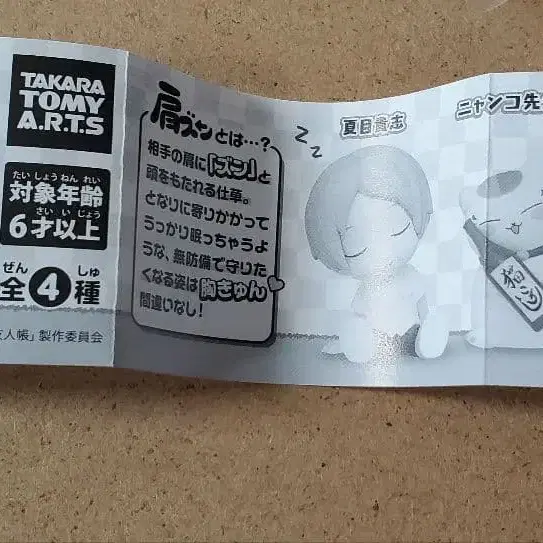 TAKARA
TOMY
A.R.T.S
たいしょうねんれい
対象年齢
さいいじょう
6才以上
ぜん しゅ
全4種
友人帳」製作委員会
肩ズンとは…?
相手の肩に「ズン」と
頭をもたれる仕草。
となりに寄りかかって
うっかり眠っちゃうよ
うな、無防備で守りた
くなる姿は胸きゅん
間違いなし!
zz
夏目貴志
ニャンコ先
猫